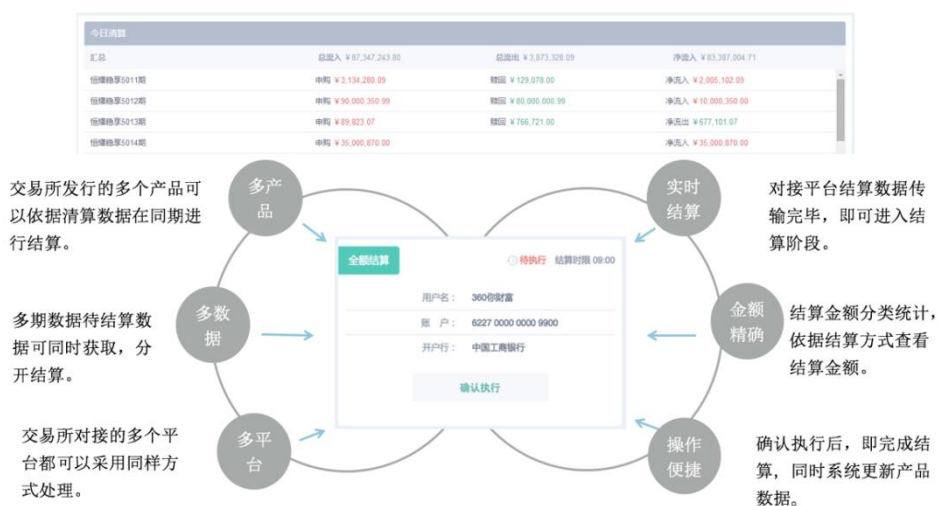 今日清算
汇总 总流入 ¥87,347,243.80 总流出 ¥3,873,328.09 净流入 ¥83,387,004.71
恒爆稳享5011期 申购 ¥3,134,280.09 赎回 ¥129,078.00 净流入 ¥2,005,102.09
恒爆稳享5012期 申购 ¥90,000,350.99 赎回 ¥80,000,000.99 净流入 ¥10,000,350.00
恒爆稳享5013期 申购 ¥89,823.07 赎回 ¥766,721.00 净流出 ¥677,101.07
恒爆稳享5014期 申购 ¥35,000,870.00 净流入 ¥35,000,870.00
多产
品
交易所发行的多个产品可
以依据清算数据在同期进
行结算。
实时
结算
对接平台结算数据传
输完毕，即可进入结
算阶段。
全额结算 待执行 结算时限 09:00
用户名： 360你财富
账 户： 6227 0000 0000 9900
开户行： 中国工商银行
确认执行
多数
据
多期数据待结算数
据可同时获取，分
开结算。
金额
精确
结算金额分类统计，
依据结算方式查看
结算金额。
多平
台
交易所对接的多个平
台都可以采用同样方
式处理。
操作
便捷
确认执行后，即完成结
算，同时系统更新产品
数据。